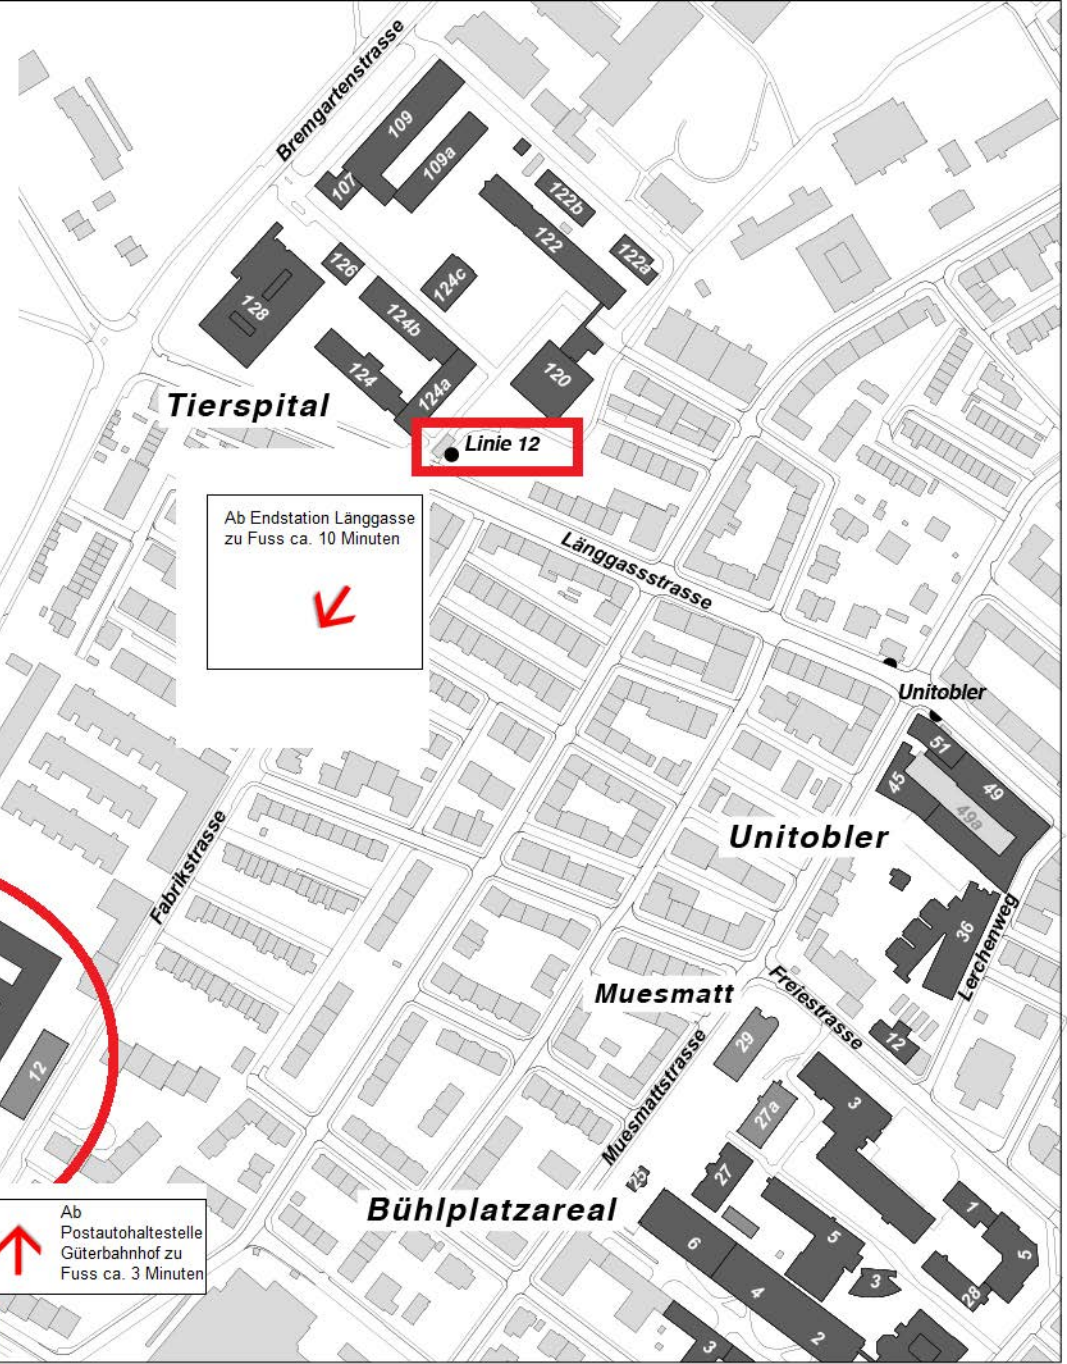 Bremgartenstrasse
109
109a
107
122b
122
122a
126
124c
128
124b
124
124a
120
Tierspital
Linie 12
Ab Endstation Länggasse
zu Fuss ca. 10 Minuten
Länggassstrasse
Unitobler
51
49
45
49a
Unitobler
Fabrikstrasse
36
Lerchenweg
Muesmatt
Freiestrasse
12
29
12
3
27a
Muesmattstrasse
27
25
1
Bühlplatzareal
5
5
6
3
28
4
2
3
Ab
Postautohaltestelle
Güterbahnhof zu
Fuss ca. 3 Minuten